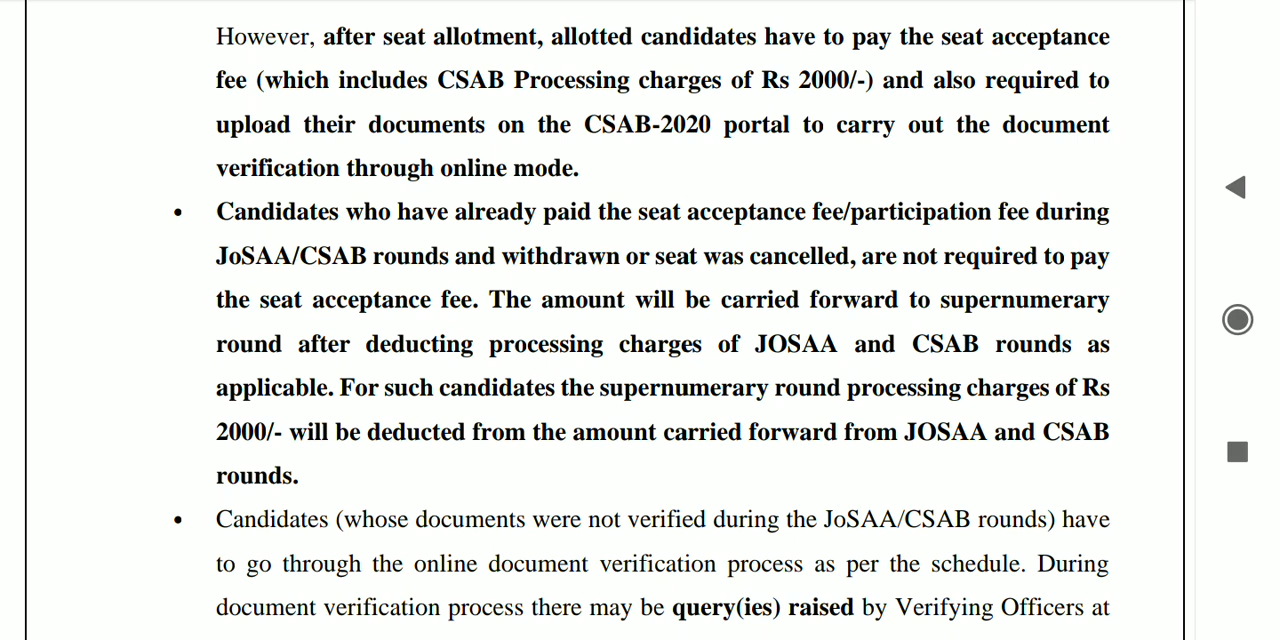 However, after seat allotment, allotted candidates have to pay the seat acceptance
fee (which includes CSAB Processing charges of Rs 2000/-) and also required to
upload their documents on the CSAB-2020 portal to carry out the document
verification through online mode.
• Candidates who have already paid the seat acceptance fee/participation fee during
JoSAA/CSAB rounds and withdrawn or seat was cancelled, are not required to pay
the seat acceptance fee. The amount will be carried forward to supernumerary
round after deducting processing charges of JOSAA and CSAB rounds as
applicable. For such candidates the supernumerary round processing charges of Rs
2000/- will be deducted from the amount carried forward from JOSAA and CSAB
rounds.
• Candidates (whose documents were not verified during the JoSAA/CSAB rounds) have
to go through the online document verification process as per the schedule. During
document verification process there may be query(ies) raised by Verifying Officers at